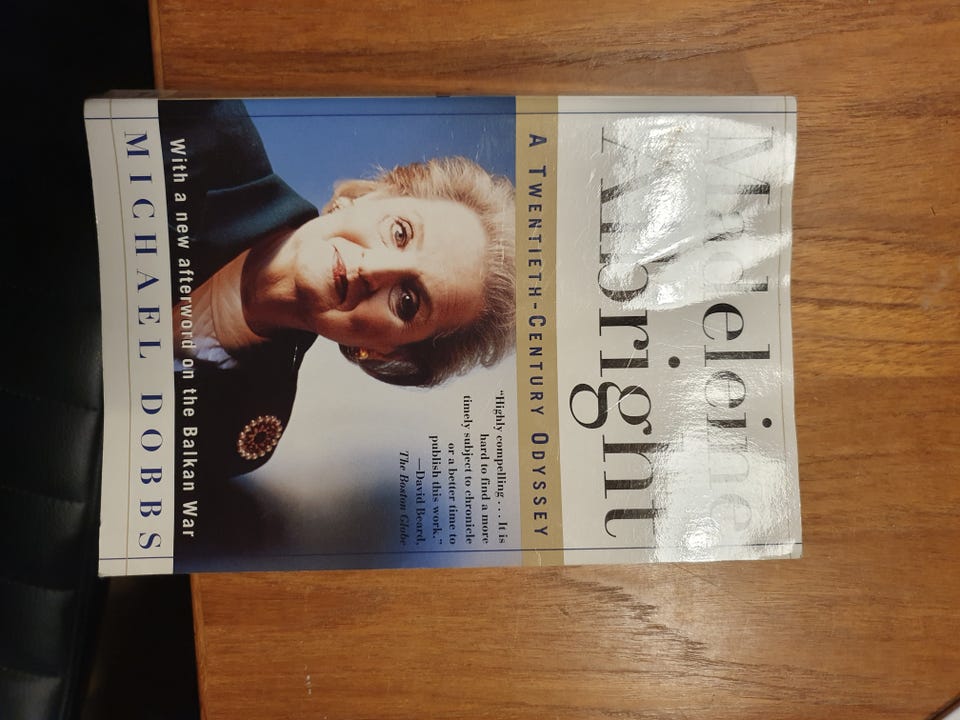 Madeleine
Albright
A TWENTIETH-CENTURY ODYSSEY
"Highly compelling . . . It is
hard to find a more
timely subject to chronicle
or a better time to
publish this work."
—David Beard,
The Boston Globe
With a new afterword on the Balkan War
MICHAEL DOBBS